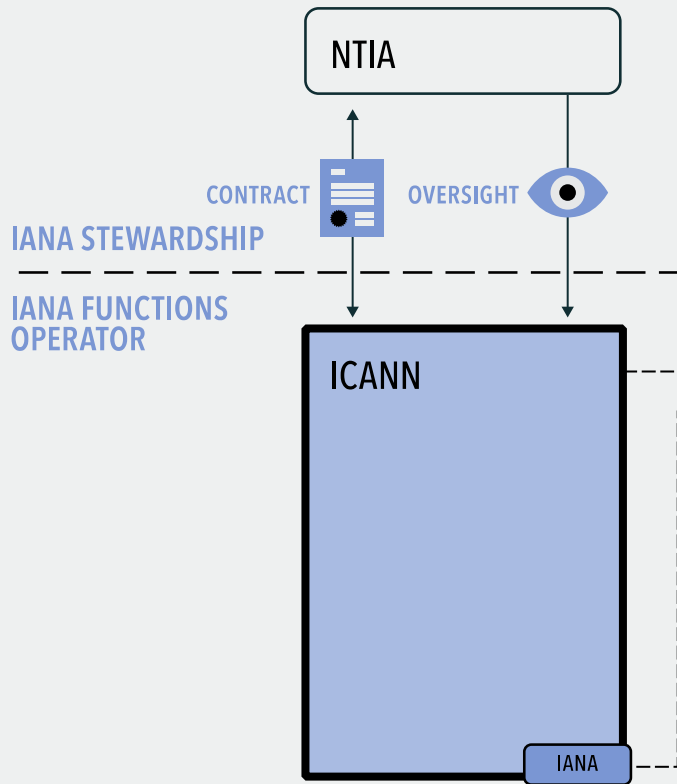 NTIA
CONTRACT
OVERSIGHT
IANA STEWARDSHIP
IANA FUNCTIONS
OPERATOR
ICANN
IANA